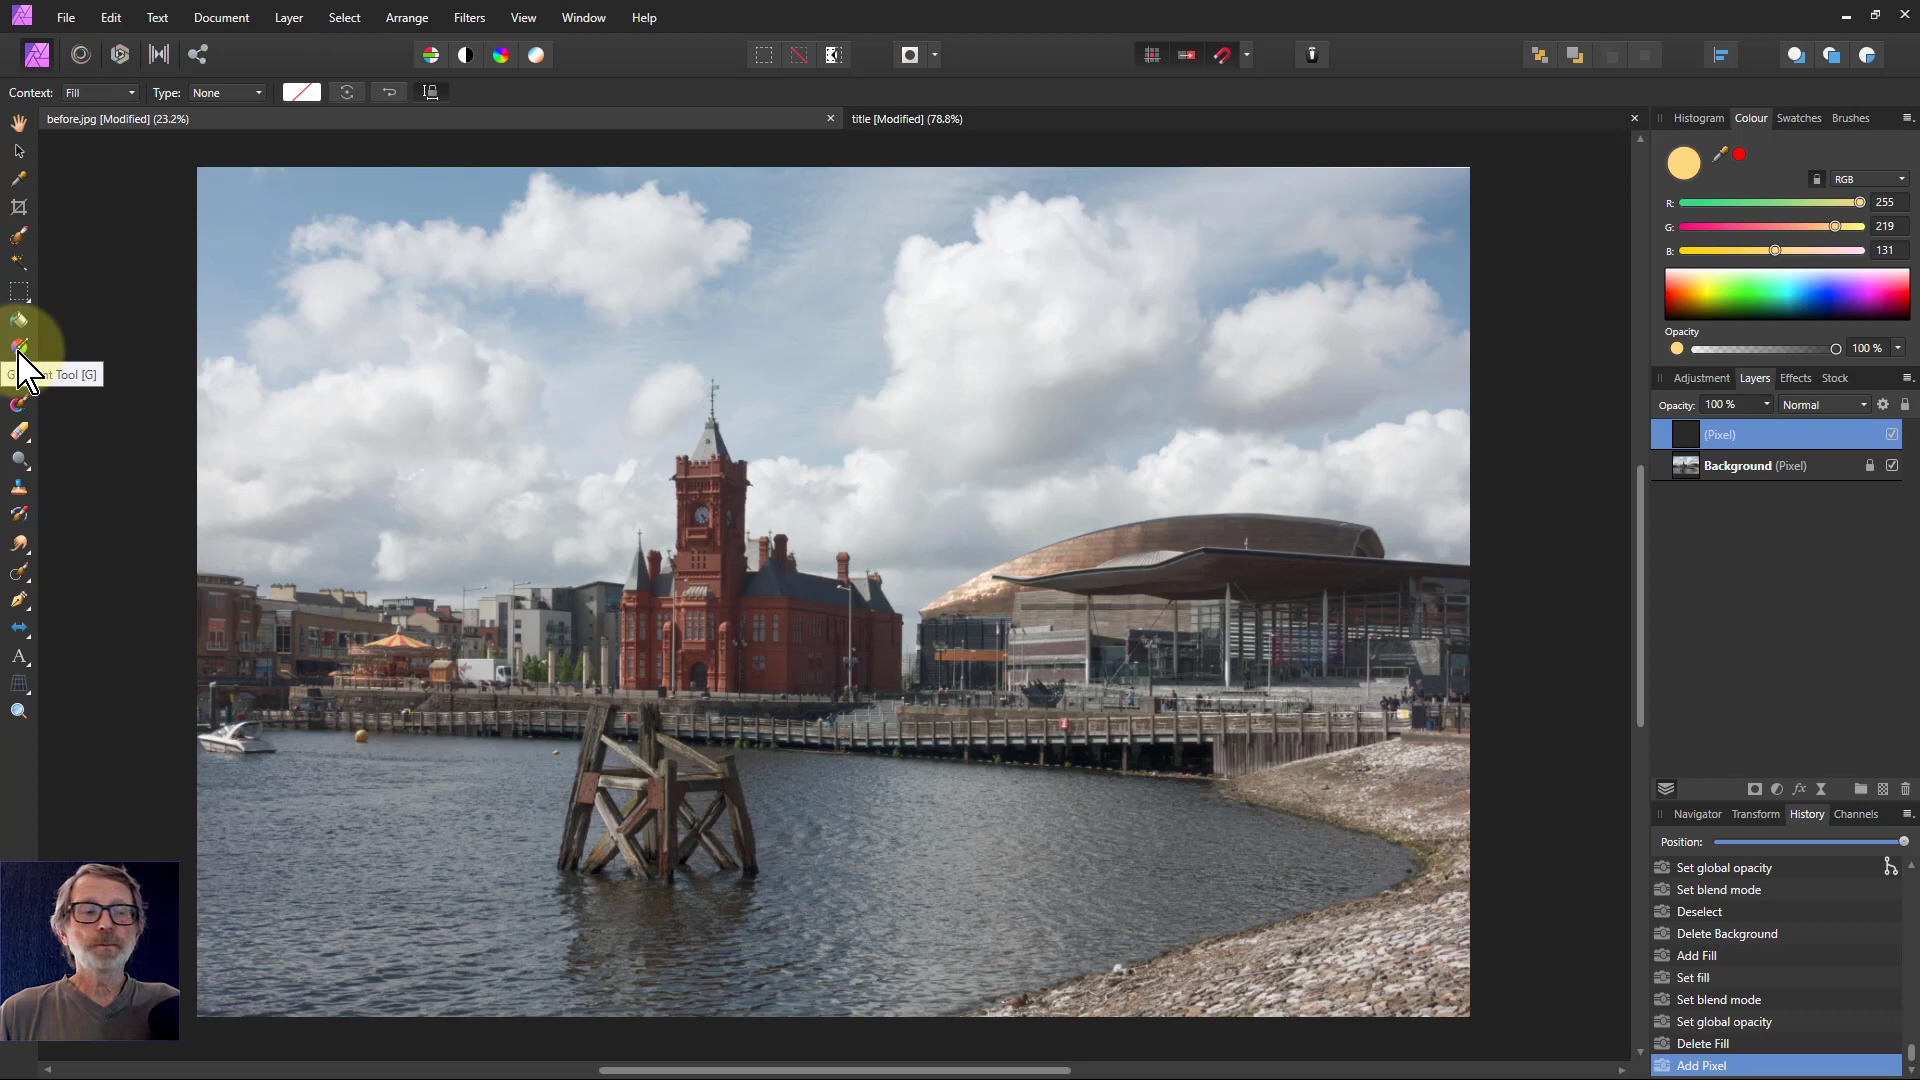 File Edit Text Document Layer Select Arrange Filters View Window Help
Context: Fill Type: None
before.jpg [Modified] (23.2%)
title [Modified] (78.8%)
Histogram Colour Swatches Brushes
RGB
R: 255
G: 219
B: 131
Opacity
100 %
Tool [G]
Adjustment Layers Effects Stock
Opacity: 100 % Normal
(Pixel)
Background (Pixel)
Navigator Transform History Channels
Position:
Set global opacity
Set blend mode
Deselect
Delete Background
Add Fill
Set fill
Set blend mode
Set global opacity
Delete Fill
Add Pixel